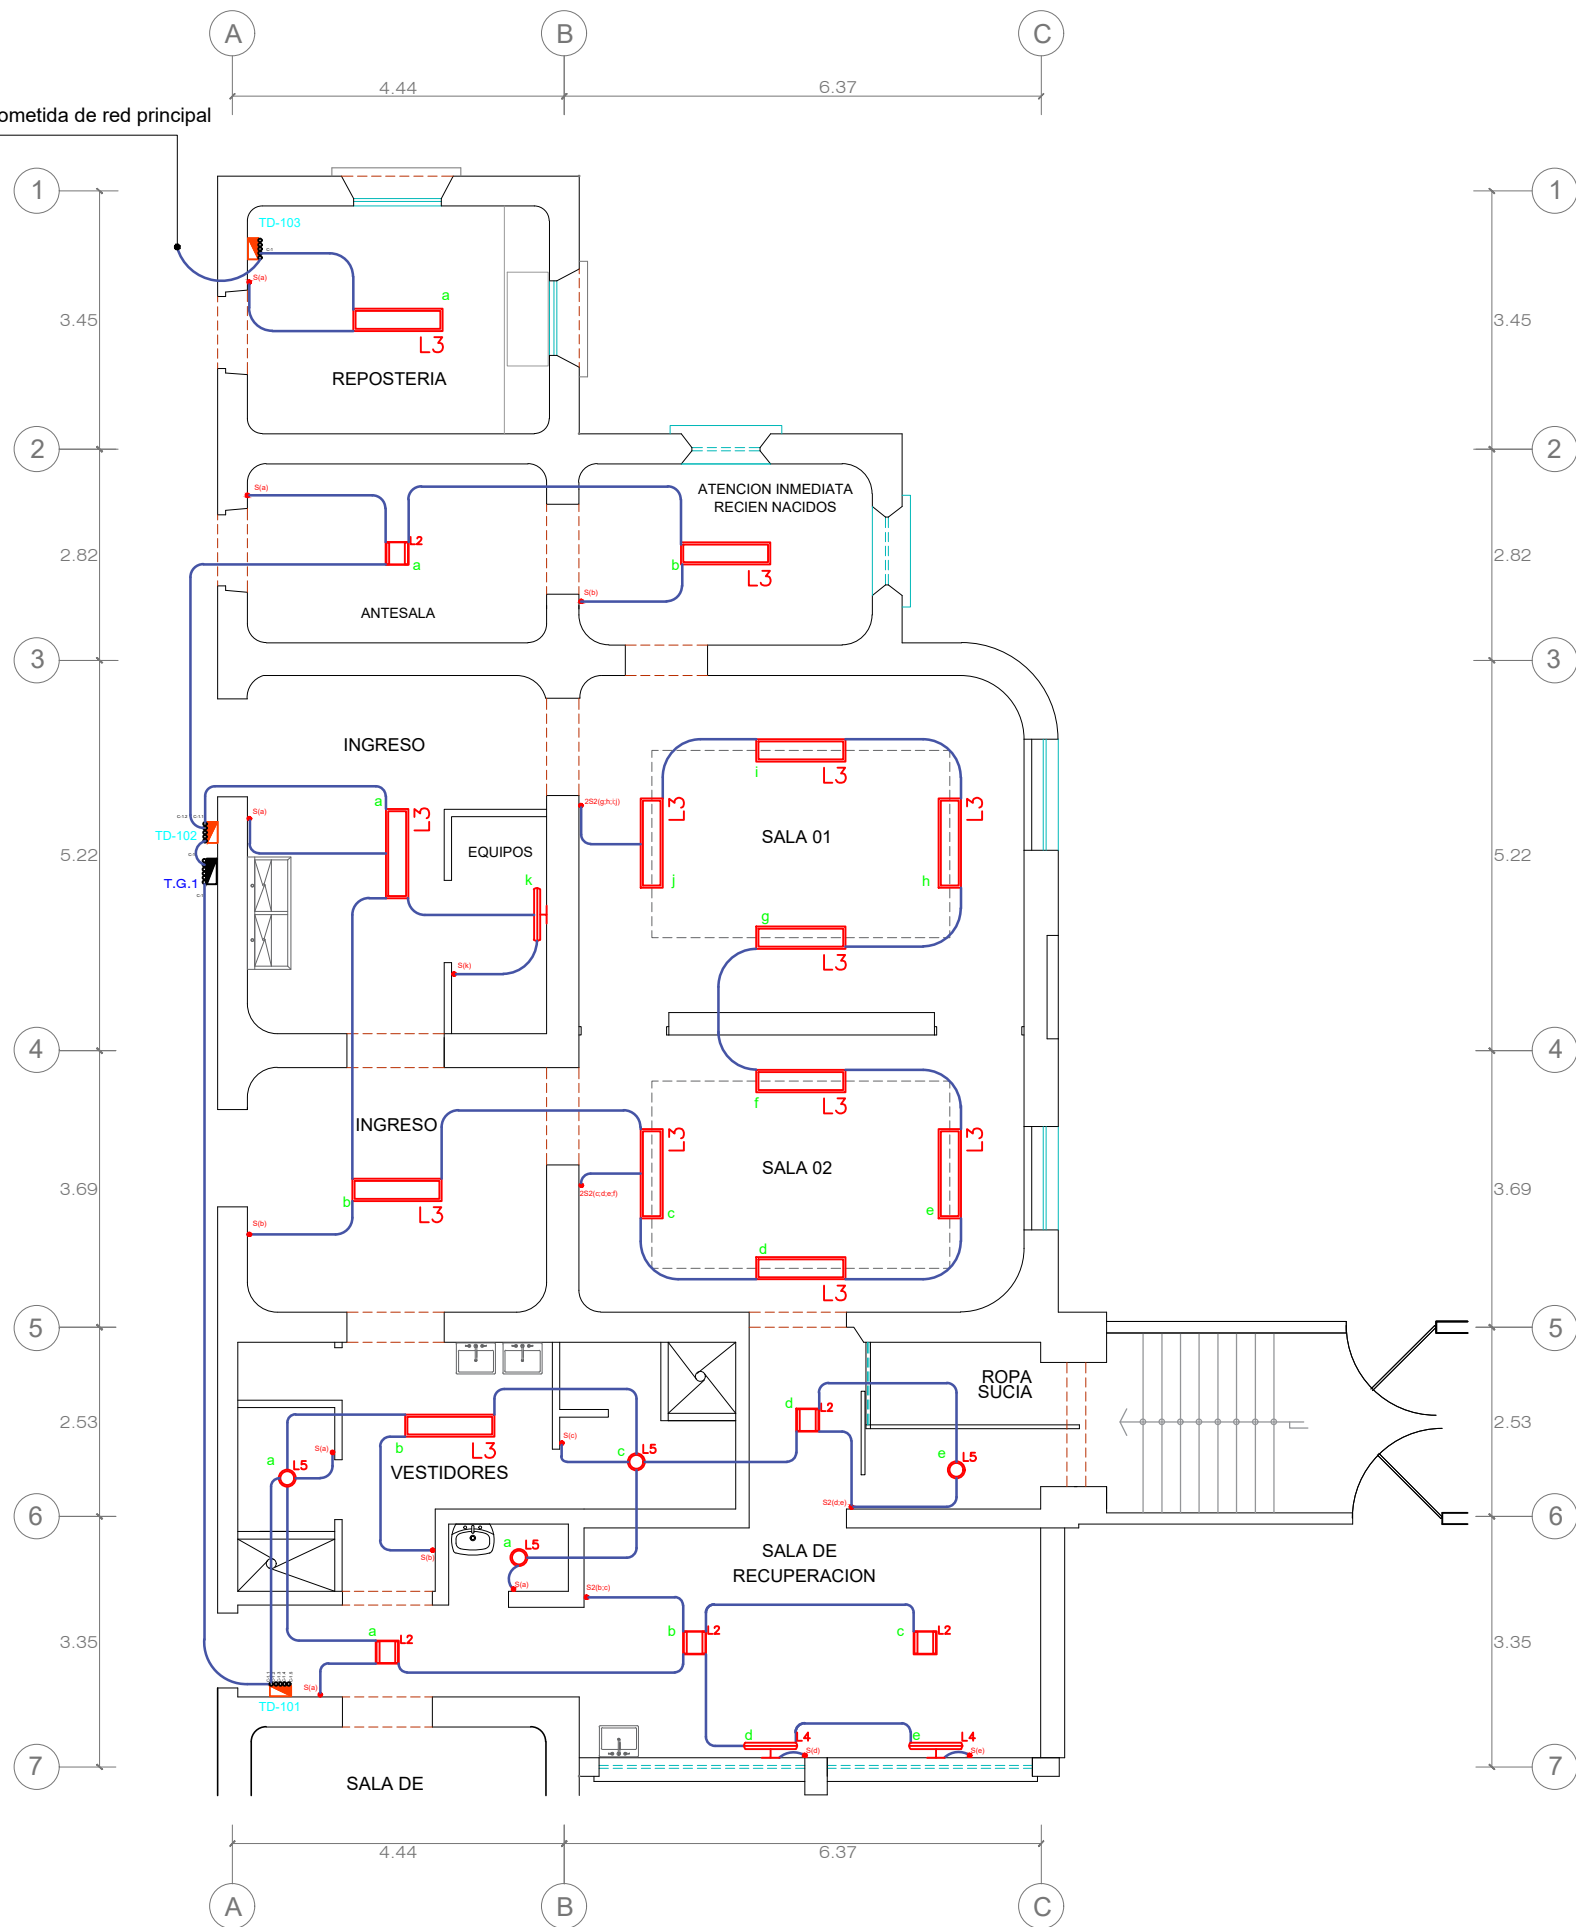 A
B
C
4.44
6.37
ometida de red principal
1
1
TD-103
C-1
S(a)
a
3.45
3.45
L3
REPOSTERIA
2
2
S(a)
ATENCION INMEDIATA
RECIEN NACIDOS
L2
2.82
2.82
a
b
L3
S(b)
ANTESALA
3
3
INGRESO
i
L3
a
L3
2S2(g;h;i;j)
L3
L3
S(a)
TD-102
SALA 01
5.22
EQUIPOS
5.22
T.G.1
k
j
h
g
L3
S(k)
4
4
f
L3
INGRESO
L3
L3
SALA 02
3.69
3.69
2S2(c;d;e;f)
b
L3
c
e
S(b)
d
L3
5
5
ROPA
SUCIA
d
L2
2.53
2.53
S(c)
b
L3
S(a)
c
L5
e
L5
a
L5
VESTIDORES
S2(d;e)
6
6
a
L5
SALA DE
S(b)
RECUPERACION
S(a)
S2(b;c)
a
L2
b
L2
c
L2
3.35
3.35
S(a)
TD-101
d
L4
e
L4
S(d)
S(e)
7
7
SALA DE
4.44
6.37
A
B
C